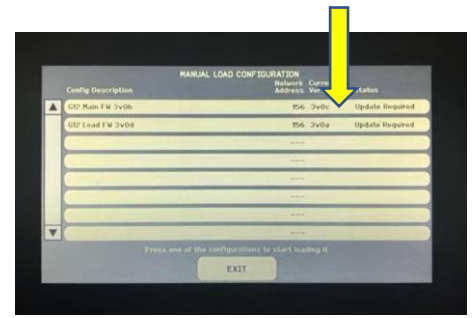 MANUAL LOAD CONFIGURATION
Network
Config Description Address Status
G12 Main FW 3v0h 156 3v0c Update Required
G12 Load FW 3v0d 156 3v0a Update Required
---
---
---
---
---
---
Press one of the configurations to start loading it.
EXIT